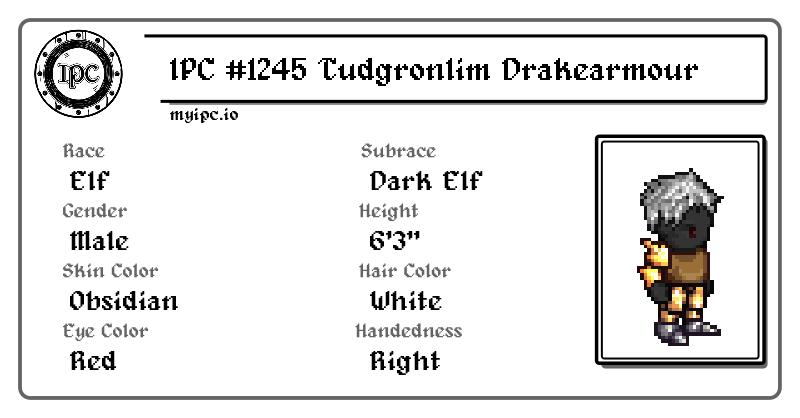 IPC
IPC #1245 Tudgronlim Drakearmour
myipc.io
Race
Elf
Subrace
Dark Elf
Gender
Male
Height
6'3"
Skin Color
Obsidian
Hair Color
White
Eye Color
Red
Handedness
Right